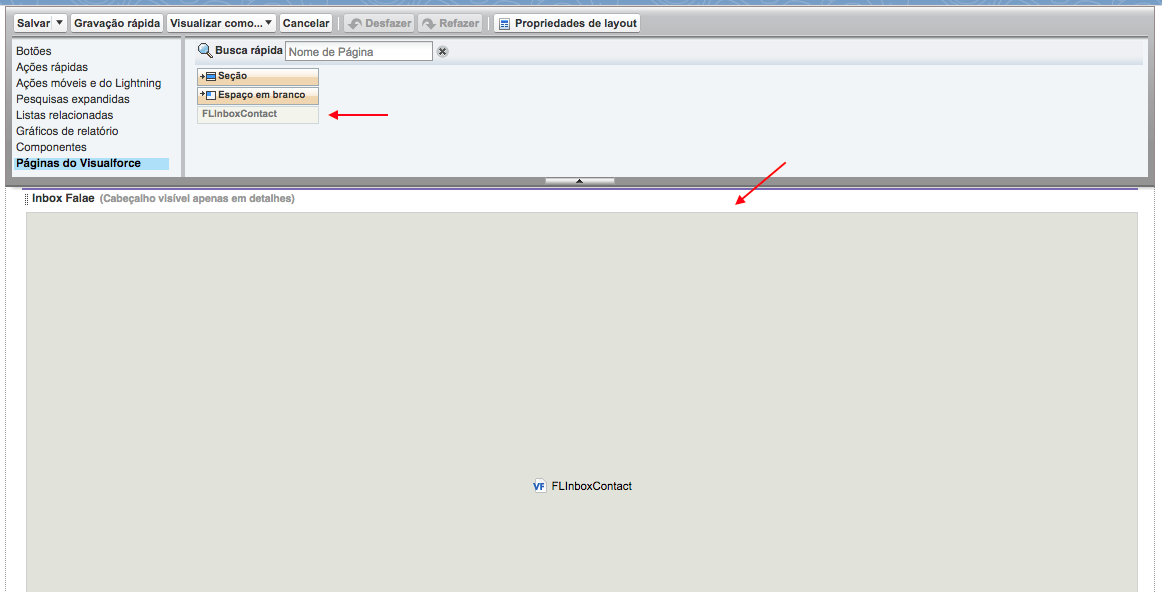 Salvar Gravação rápida Visualizar como... Cancelar Desfazer Refazer Propriedades de layout
Botões
Ações rápidas
Ações móveis e do Lightning
Pesquisas expandidas
Listas relacionadas
Gráficos de relatório
Componentes
Páginas do Visualforce
Busca rápida Nome de Página
Seção
Espaço em branco
FLInboxContact
Inbox Falae (Cabeçalho visível apenas em detalhes)
VF FLInboxContact